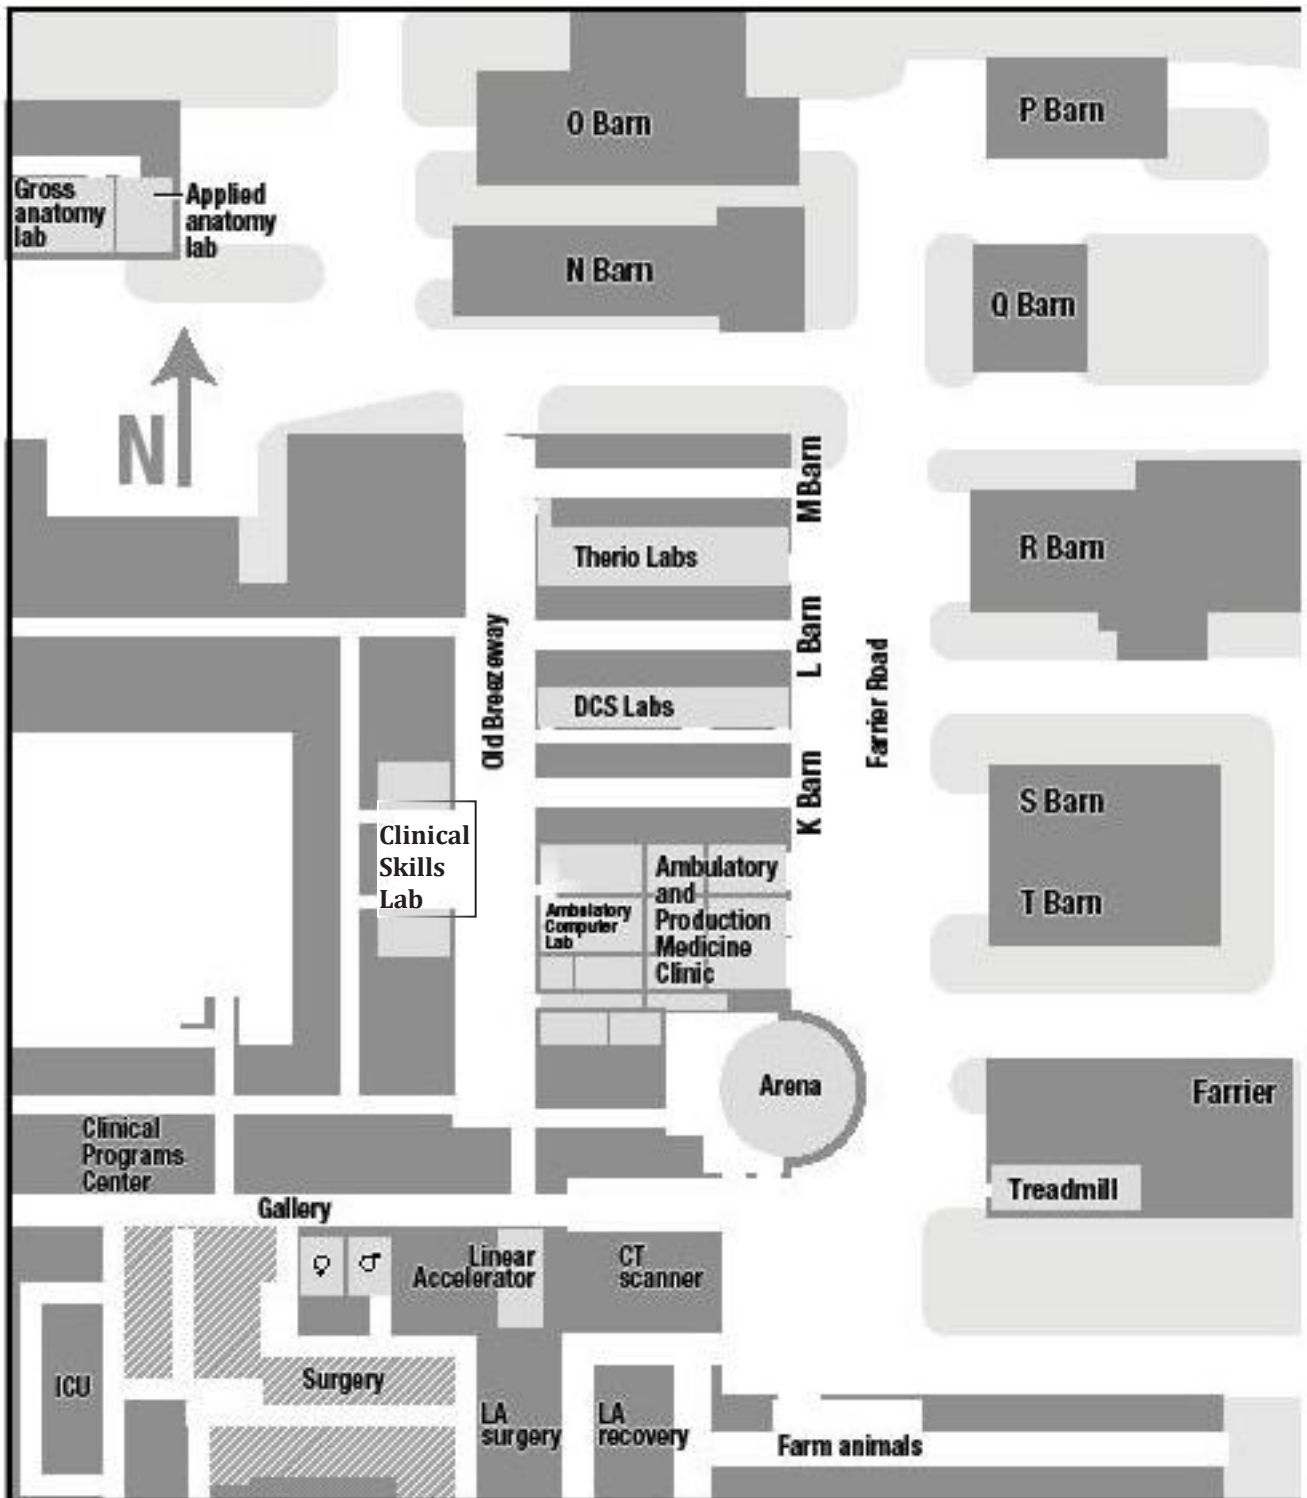 O Barn
P Barn
Gross
anatomy
lab
Applied
anatomy
lab
N Barn
Q Barn
N
M Barn
Therio Labs
R Barn
L Barn
Old Breezeway
Farrier Road
DCS Labs
K Barn
S Barn
Clinical
Skills
Lab
Ambulatory
and
Production
Medicine
Clinic
Ambulatory
Computer
Lab
T Barn
Arena
Farrier
Clinical
Programs
Center
Treadmill
Gallery
♀ ♂
Linear
Accelerator
CT
scanner
ICU
Surgery
LA
surgery
LA
recovery
Farm animals